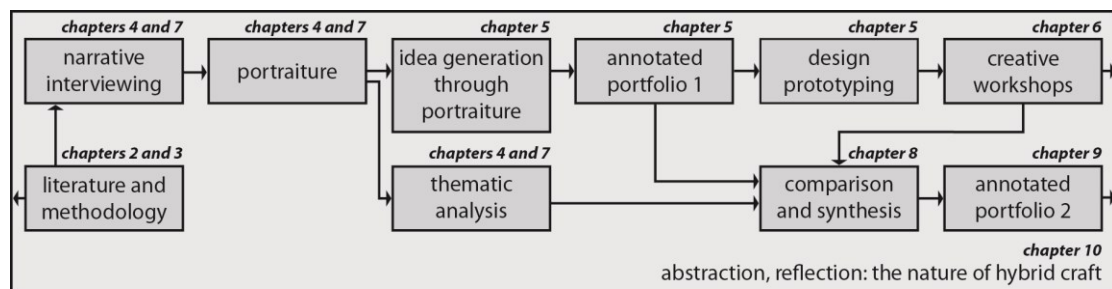 chapters 4 and 7
narrative
interviewing
chapters 4 and 7
portraiture
chapter 5
idea generation
through
portraiture
chapter 5
annotated
portfolio 1
chapter 5
design
prototyping
chapter 6
creative
workshops
chapters 2 and 3
literature and
methodology
chapters 4 and 7
thematic
analysis
chapter 8
comparison
and synthesis
chapter 9
annotated
portfolio 2
chapter 10
abstraction, reflection: the nature of hybrid craft